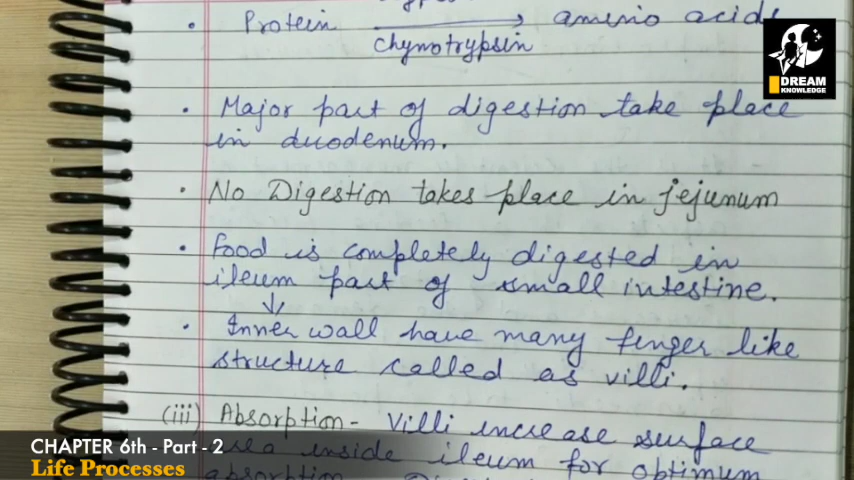 • Protein ⟶ amino acids
chymotrypsin
• Major part of digestion take place
in duodenum.
• No Digestion takes place in jejunum
• Food is completely digested in
ileum part of small intestine.
↓
• Inner wall have many finger like
structure called as villi.
(iii) Absorption - Villi increase surface
inside ileum for optimum
absorption
DREAM
KNOWLEDGE
CHAPTER 6th - Part - 2
Life Processes